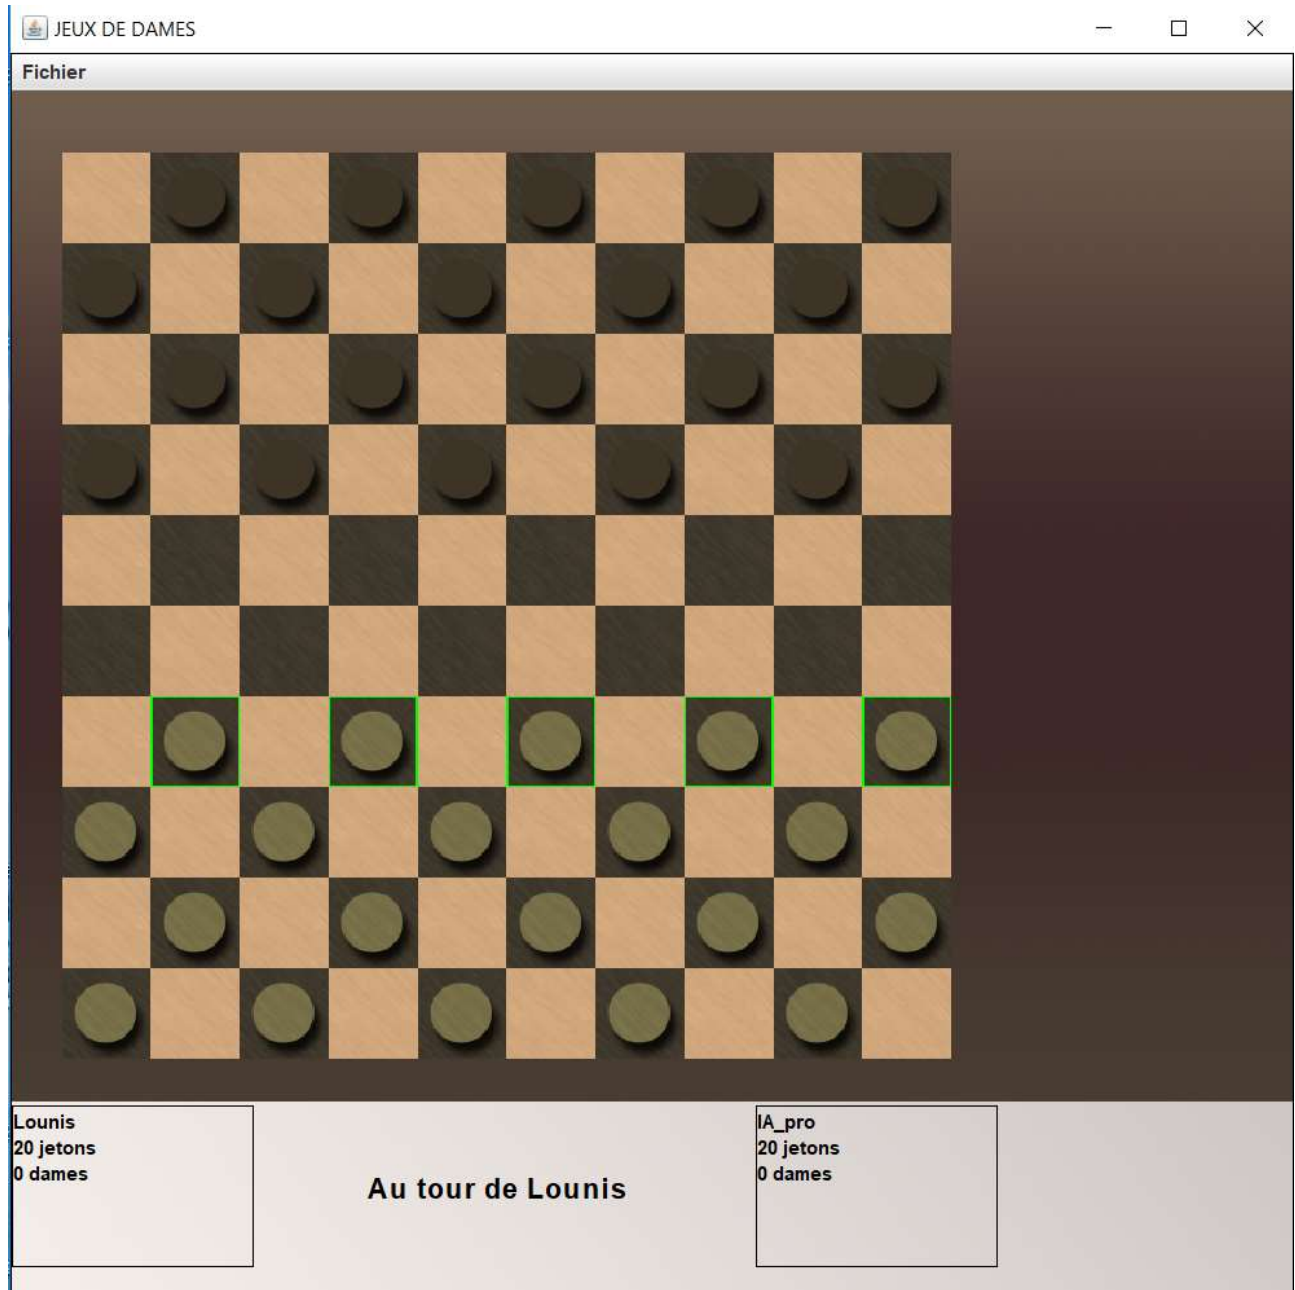 JEUX DE DAMES
Fichier
Lounis
20 jetons
0 dames
Au tour de Lounis
IA_pro
20 jetons
0 dames